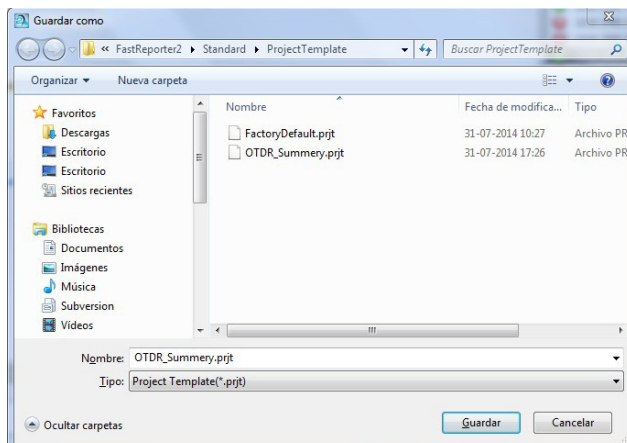 Guardar como
« FastReporter2 ▸ Standard ▸ ProjectTemplate
Buscar ProjectTemplate
Organizar ▾ Nueva carpeta
Favoritos
Descargas
Escritorio
Escritorio
Sitios recientes
Bibliotecas
Documentos
Imágenes
Música
Subversion
Vídeos
Nombre Fecha de modifica... Tipo
FactoryDefault.prjt 31-07-2014 10:27 Archivo PR
OTDR_Summery.prjt 31-07-2014 17:26 Archivo PR
Nombre: OTDR_Summery.prjt
Tipo: Project Template(*.prjt)
Ocultar carpetas
Guardar Cancelar